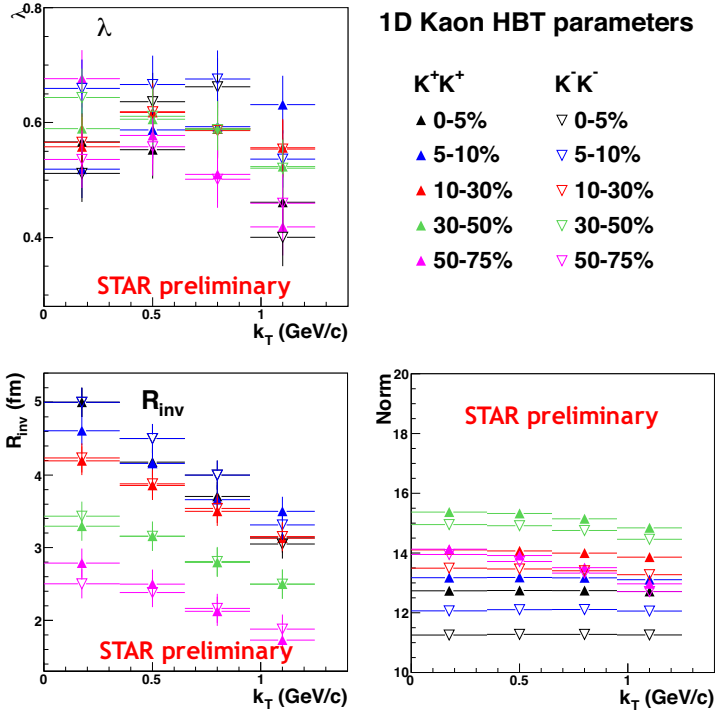 λ
0.8
0.6
0.4
λ
STAR preliminary
0
0.5
1
k_T (GeV/c)
1D Kaon HBT parameters
K⁺K⁺ K⁻K⁻
▲ 0-5% ▽ 0-5%
▲ 5-10% ▽ 5-10%
▲ 10-30% ▽ 10-30%
▲ 30-50% ▽ 30-50%
▲ 50-75% ▽ 50-75%
R_inv (fm)
5
4
3
2
R_inv
STAR preliminary
0
0.5
1
k_T (GeV/c)
Norm
20
18
16
14
12
10
STAR preliminary
0
0.5
1
k_T (GeV/c)